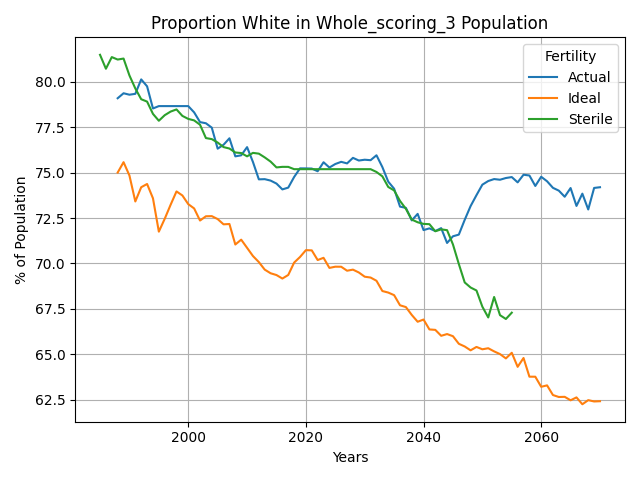 Proportion White in Whole_scoring_3 Population
% of Population
80.0
77.5
75.0
72.5
70.0
67.5
65.0
62.5
Fertility
Actual
Ideal
Sterile
2000
2020
2040
2060
Years